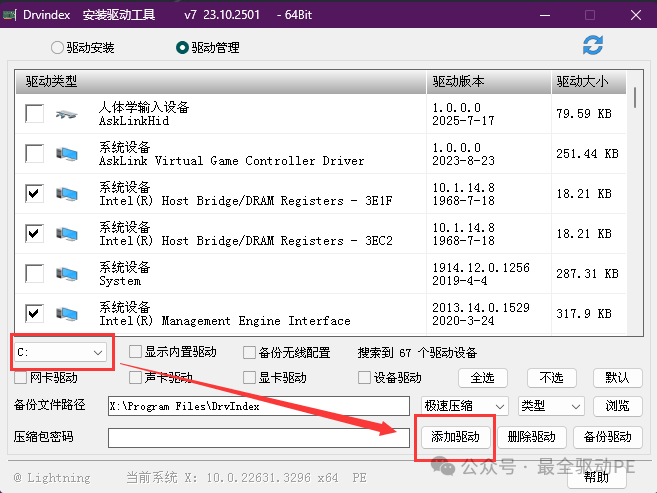 Drvindex 安装驱动工具 v7 23.10.2501 - 64Bit
驱动安装 驱动管理
驱动类型 驱动版本 驱动大小
人体学输入设备 1.0.0.0 79.59 KB
AskLinkHid 2025-7-17
系统设备 1.0.0.0 251.44 KB
AskLink Virtual Game Controller Driver 2023-8-23
系统设备 10.1.14.8 18.21 KB
Intel(R) Host Bridge/DRAM Registers - 3E1F 1968-7-18
系统设备 10.1.14.8 18.21 KB
Intel(R) Host Bridge/DRAM Registers - 3EC2 1968-7-18
系统设备 1914.12.0.1256 287.31 KB
System 2019-4-4
系统设备 2013.14.0.1529 317.9 KB
Intel(R) Management Engine Interface 2020-3-24
C: 显示内置驱动 备份无线配置 搜索到 67 个驱动设备
网卡驱动 声卡驱动 显卡驱动 设备驱动 全选 不选 默认
备份文件路径 X:\Program Files\DrvIndex 极速压缩 类型 浏览
压缩包密码 添加驱动 删除驱动 备份驱动
公众号 · 最全驱动PE
@ Lightning 当前系统 X: 10.0.22631.3296 x64 PE 帮助